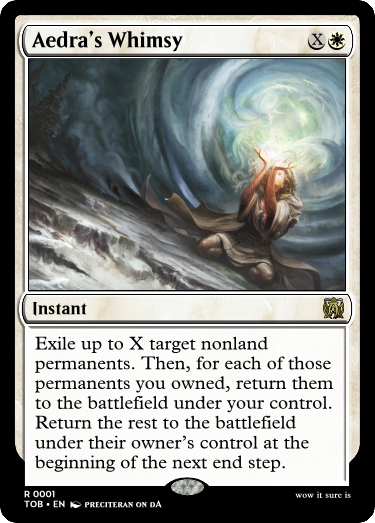 Aedra's Whimsy X
Instant
Exile up to X target nonland
permanents. Then, for each of those
permanents you owned, return them
to the battlefield under your control.
Return the rest to the battlefield
under their owner's control at the
beginning of the next end step.
R 0001
TOB • EN PRECITERAN ON DA
wow it sure is